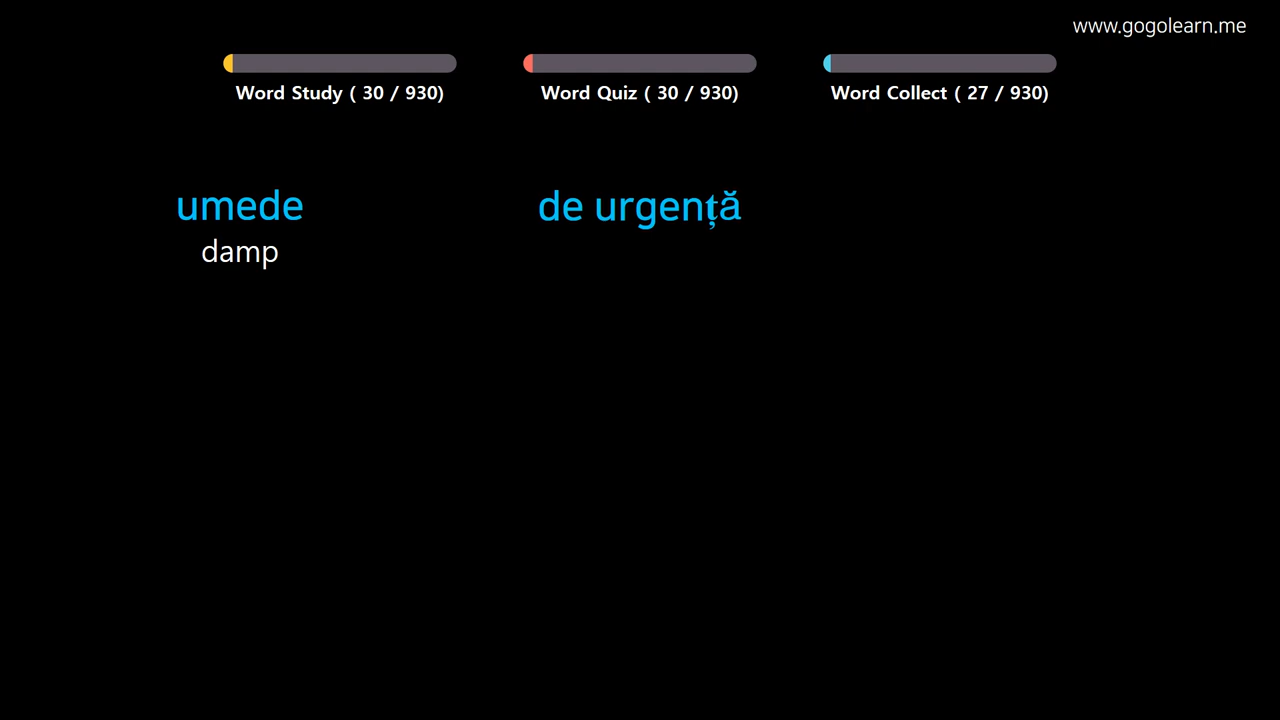 www.gogolearn.me
Word Study ( 30 / 930)
Word Quiz ( 30 / 930)
Word Collect ( 27 / 930)
umede
de urgență
damp